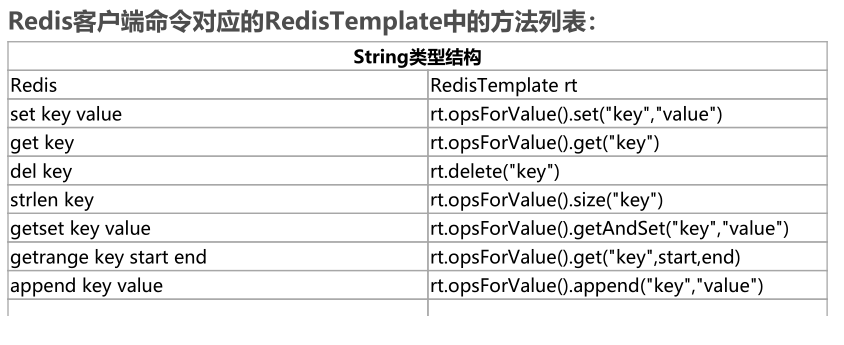 Redis客户端命令对应的RedisTemplate中的方法列表：
String类型结构
Redis RedisTemplate rt
set key value rt.opsForValue().set("key","value")
get key rt.opsForValue().get("key")
del key rt.delete("key")
strlen key rt.opsForValue().size("key")
getset key value rt.opsForValue().getAndSet("key","value")
getrange key start end rt.opsForValue().get("key",start,end)
append key value rt.opsForValue().append("key","value")